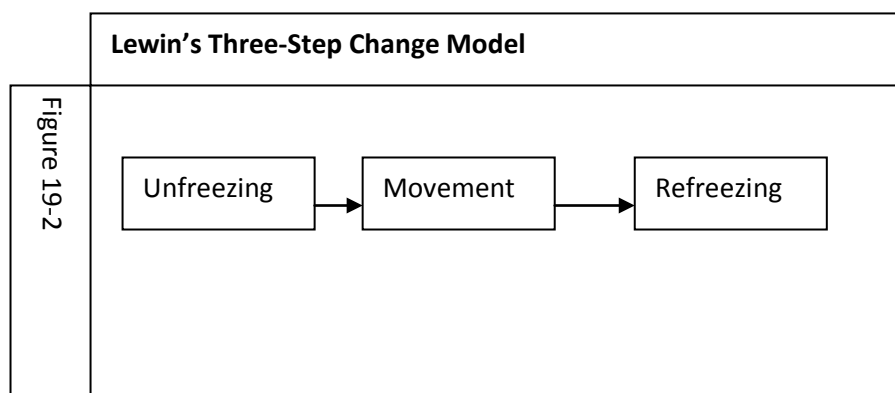 Lewin’s Three-Step Change Model
Figure 19-2
Unfreezing
Movement
Refreezing